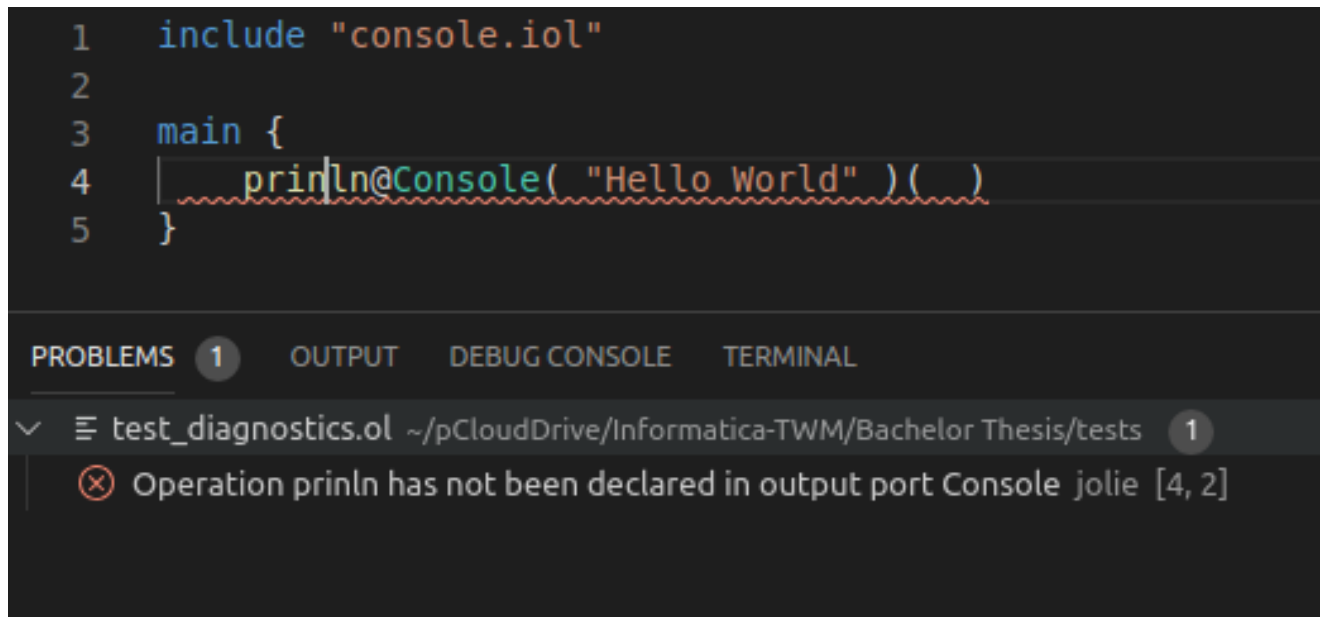 1 include "console.iol"
2
3 main {
4 prinln@Console( "Hello World" )(  )
5 }
PROBLEMS 1 OUTPUT DEBUG CONSOLE TERMINAL
test_diagnostics.ol ~/pCloudDrive/Informatica-TWM/Bachelor Thesis/tests 1
Operation prinln has not been declared in output port Console jolie [4, 2]